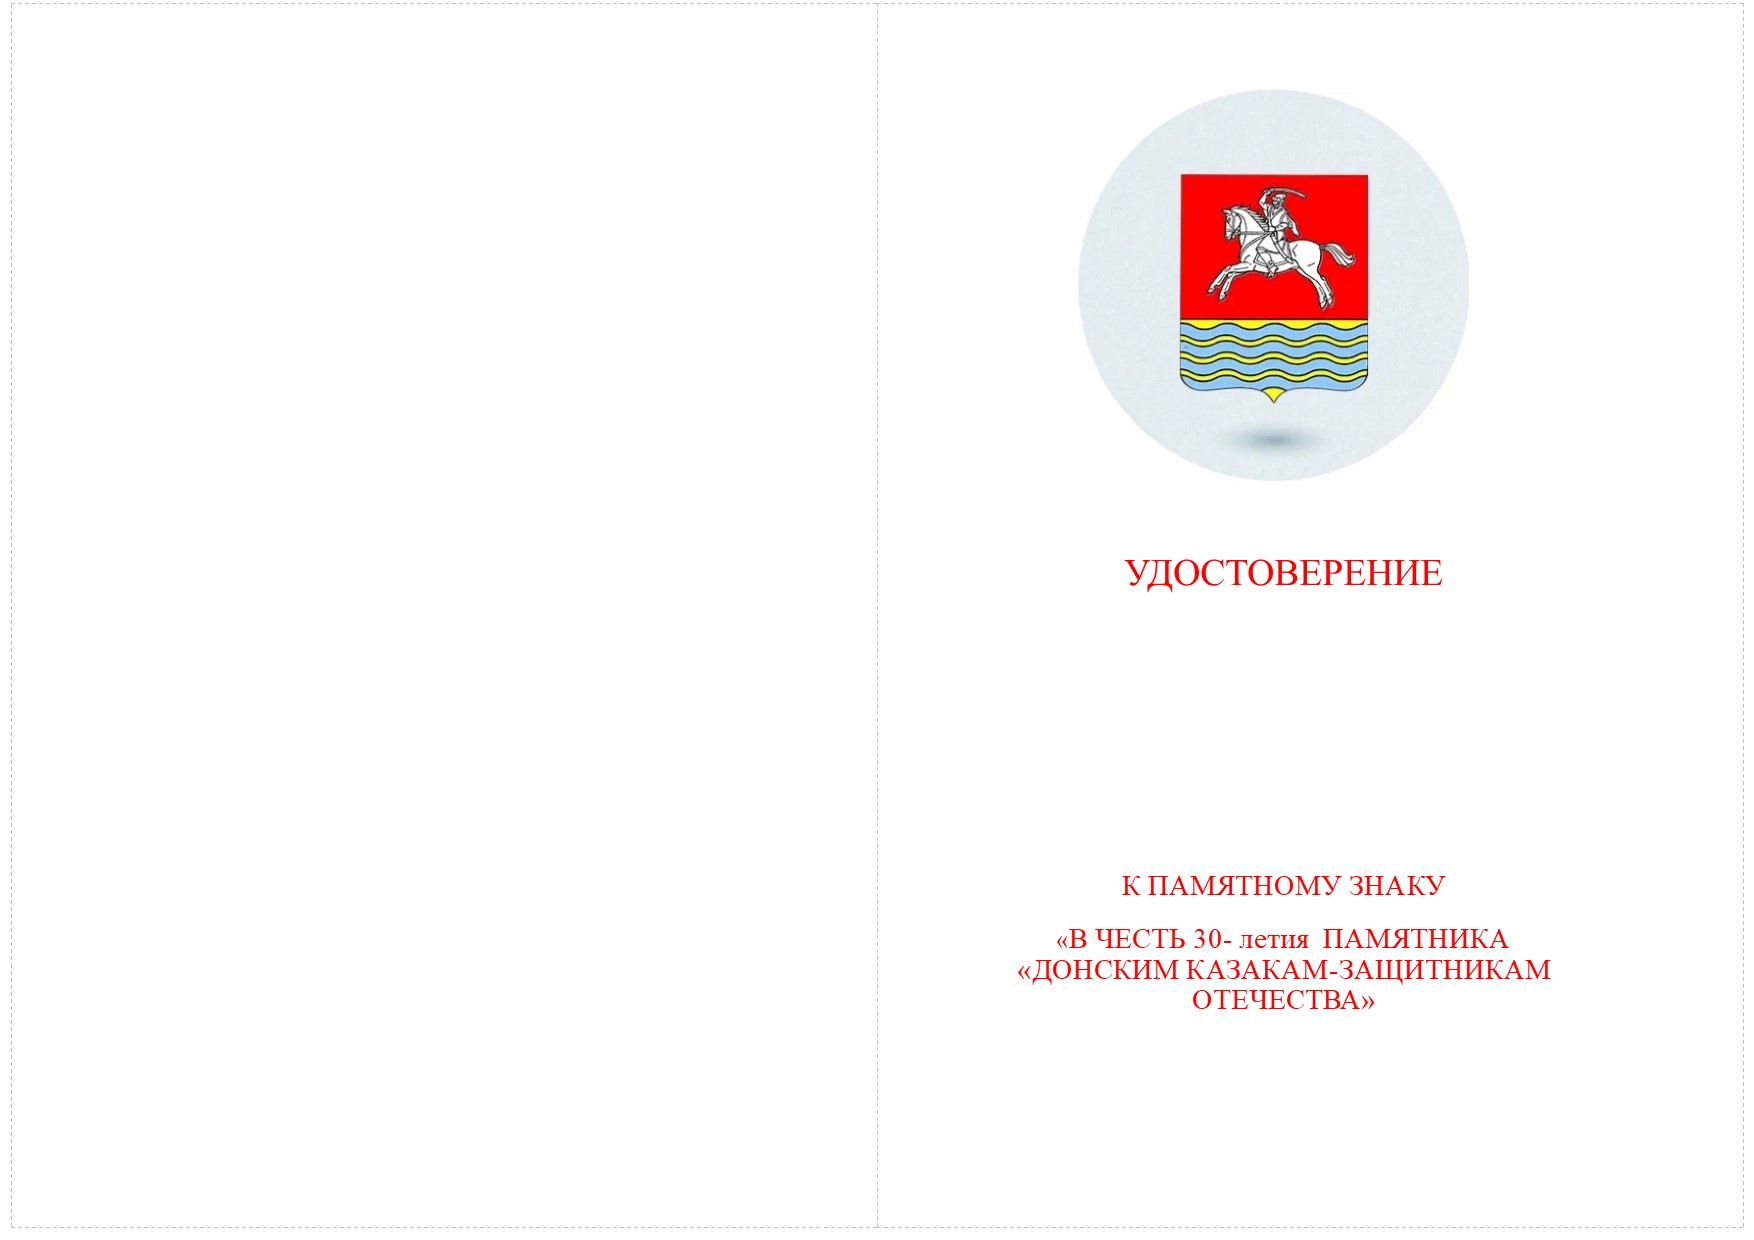 УДОСТОВЕРЕНИЕ
К ПАМЯТНОМУ ЗНАКУ
«В ЧЕСТЬ 30- летия  ПАМЯТНИКА
«ДОНСКИМ КАЗАКАМ-ЗАЩИТНИКАМ
ОТЕЧЕСТВА»